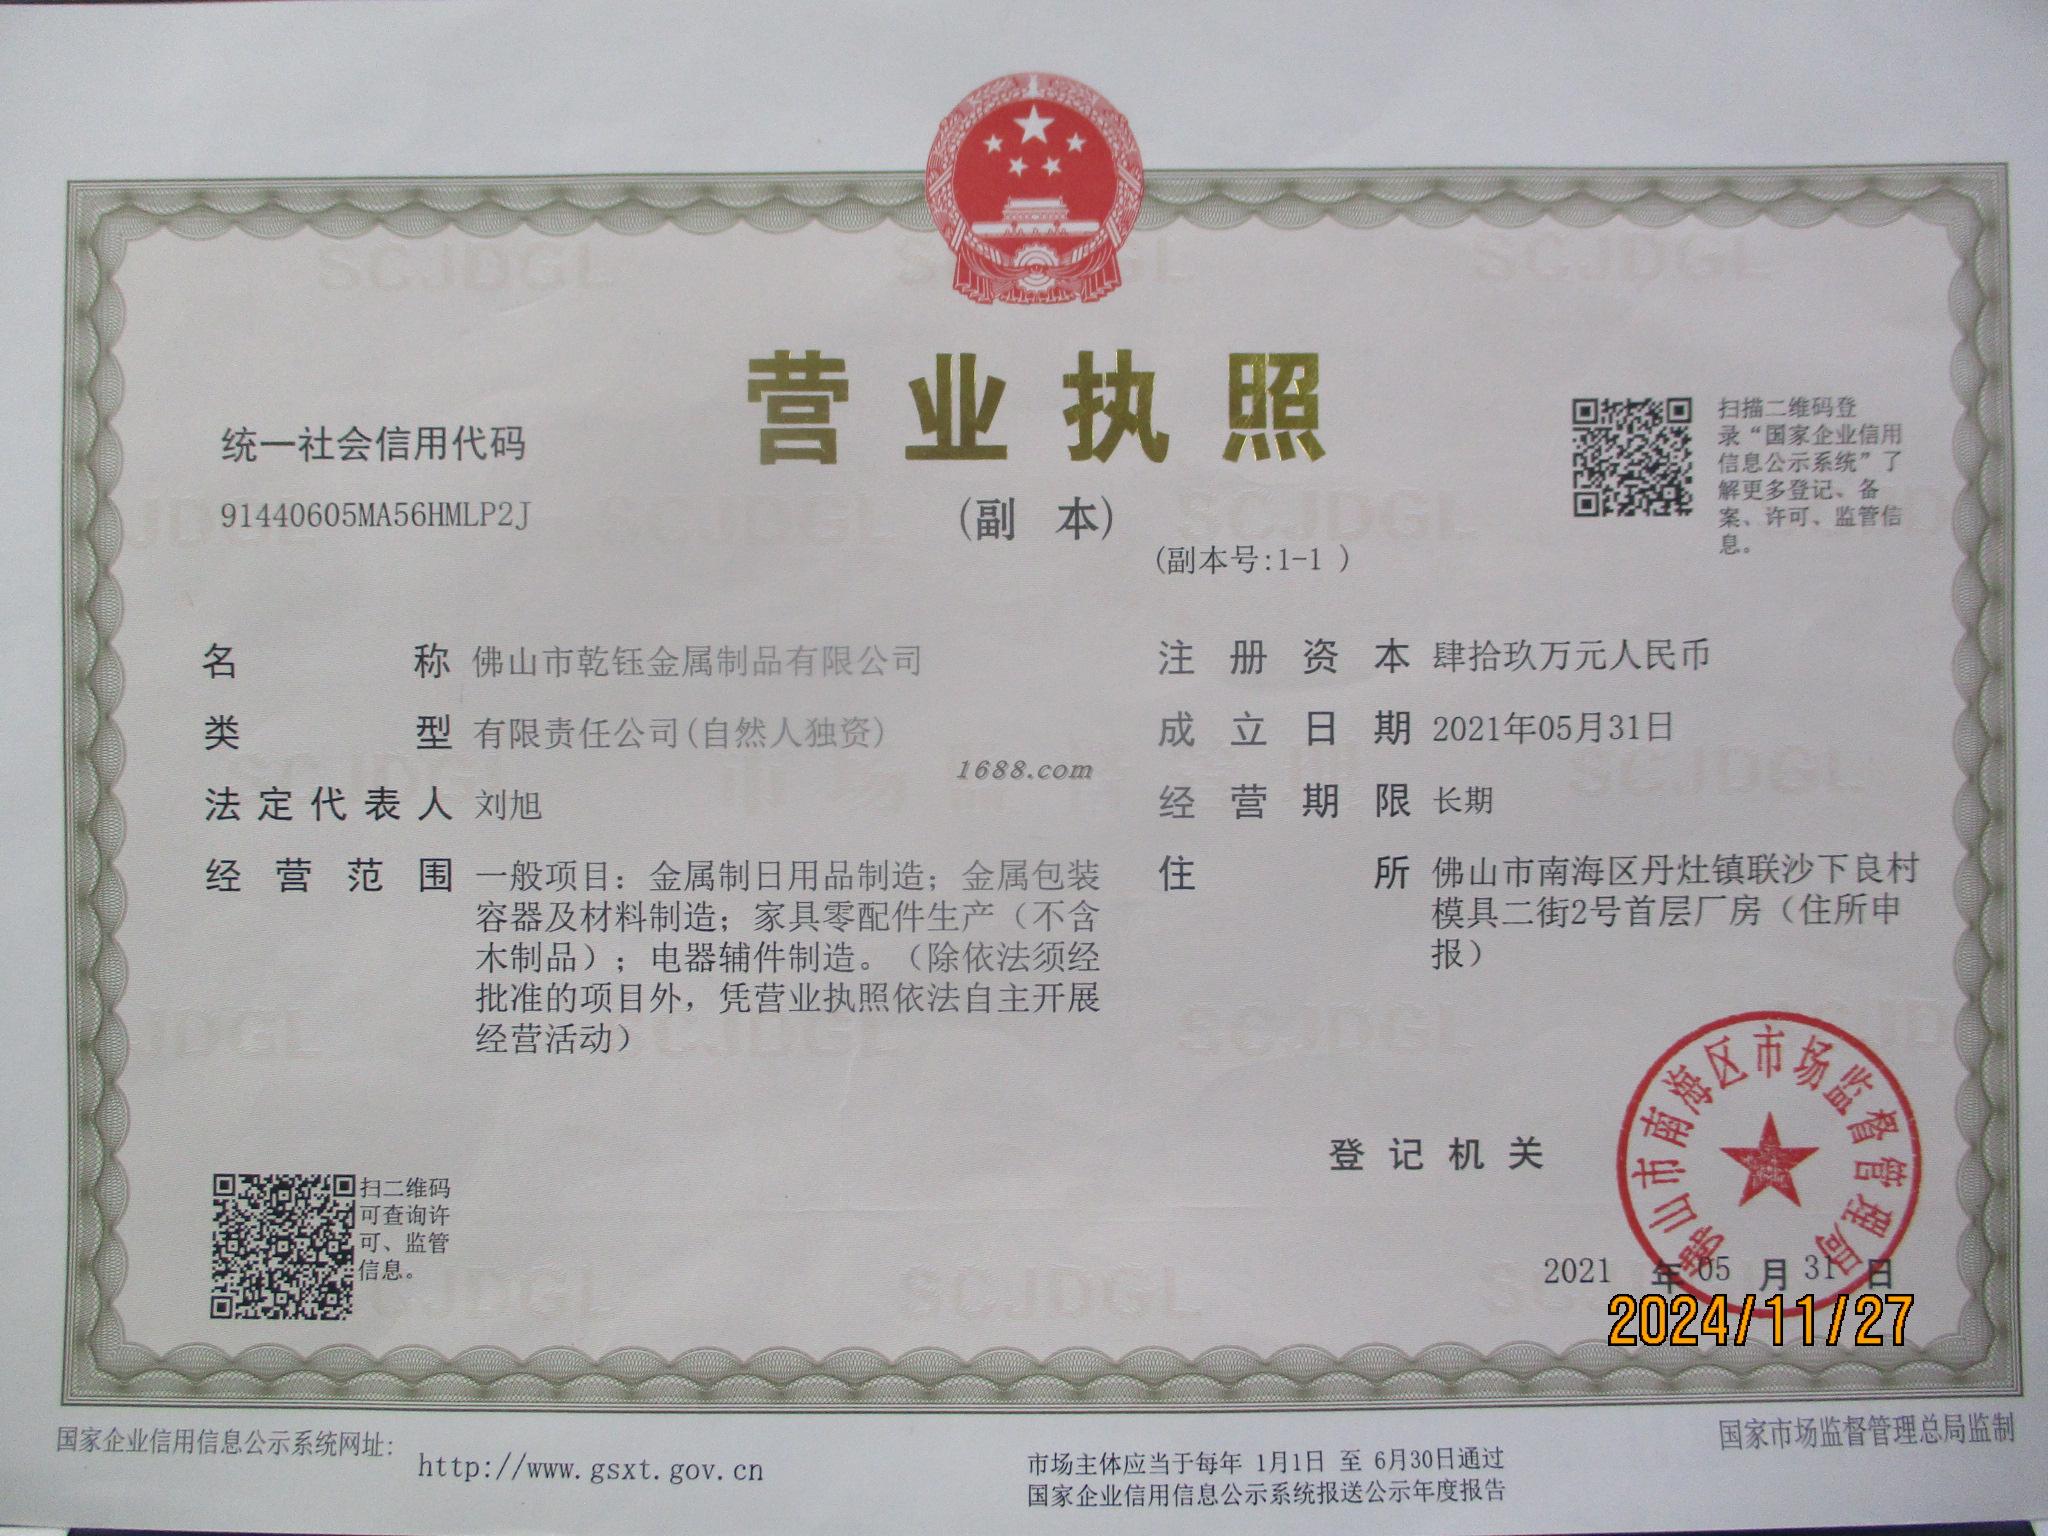 营业执照
统一社会信用代码
91440605MA56HMLP2J
(副 本)
(副本号:1-1 )
扫描二维码登
录“国家企业信用
信息公示系统”了
解更多登记、备
案、许可、监管信
息。
名 称 佛山市乾钰金属制品有限公司
类 型 有限责任公司(自然人独资)
法定代表人 刘旭
经营范围 一般项目：金属制日用品制造；金属包装
容器及材料制造；家具零配件生产（不含
木制品）；电器辅件制造。（除依法须经
批准的项目外，凭营业执照依法自主开展
经营活动）
1688.com
注册资本 肆拾玖万元人民币
成立日期 2021年05月31日
经营期限 长期
住 所 佛山市南海区丹灶镇联沙下良村
模具二街2号首层厂房（住所申
报）
扫二维码
可查询许
可、监管
信息。
登记机关
佛山市南海区市场监督管理局
2021 年 05 月 31 日
2024/11/27
国家企业信用信息公示系统网址:
http://www.gsxt.gov.cn
市场主体应当于每年 1月1日 至 6月30日通过
国家企业信用信息公示系统报送公示年度报告
国家市场监督管理总局监制
SCJDGL